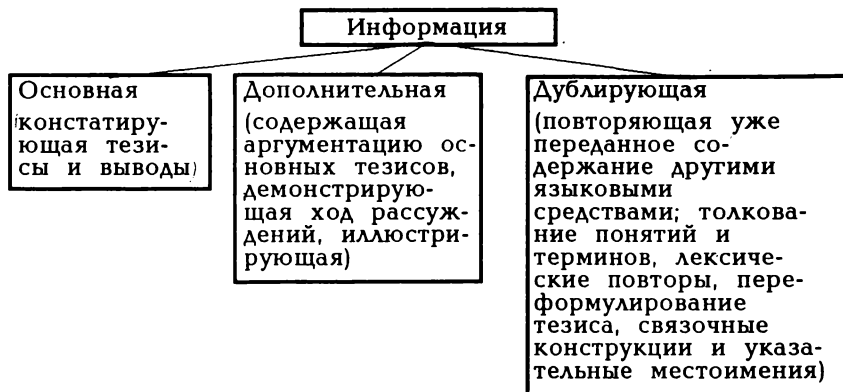 Информация
Основная
(констатиру-
ющая тези-
сы и выводы)
Дополнительная
(содержащая
аргументацию ос-
новных тезисов,
демонстрирую-
щая ход рассуж-
дений, иллюстри-
рующая)
Дублирующая
(повторяющая уже
переданное со-
держание другими
языковыми
средствами; толкова-
ние понятий и
терминов, лексиче-
ские повторы, пере-
формулирование
тезиса, связочные
конструкции и указа-
тельные местоимения)